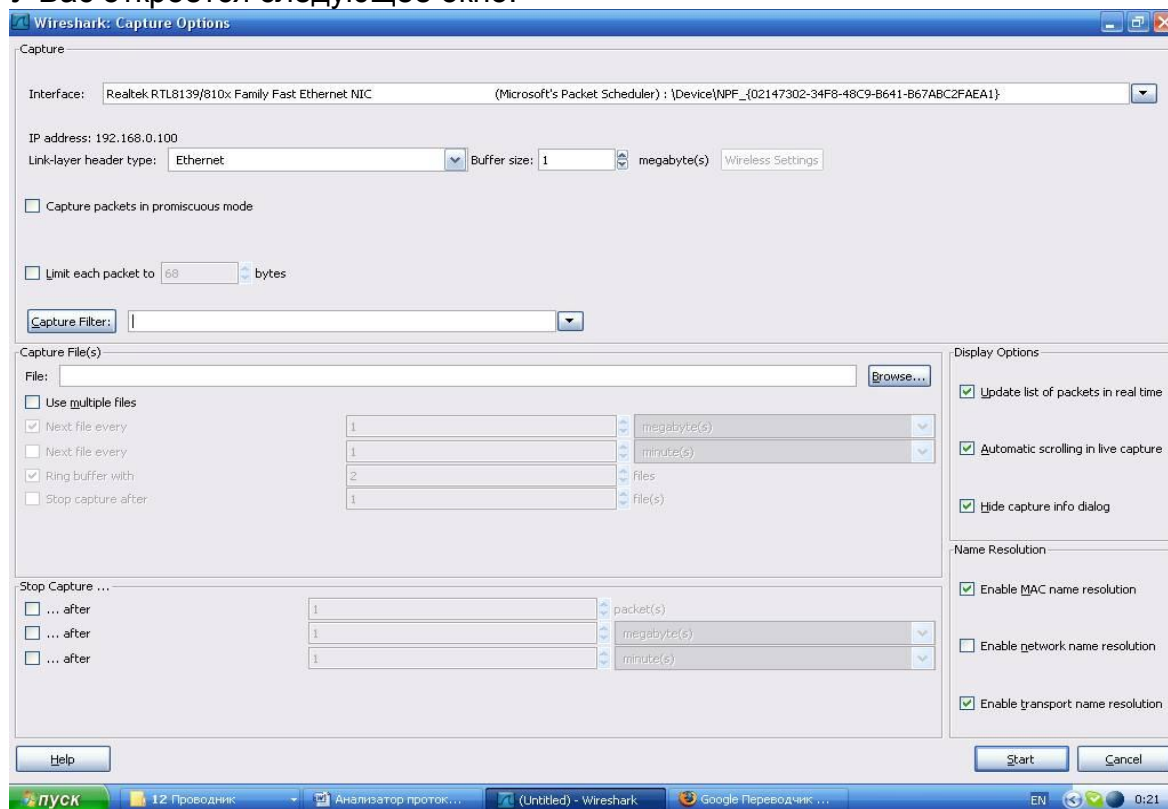 Вас откроется следующее окно:
Wireshark: Capture Options
Capture
Interface: Realtek RTL8139/810x Family Fast Ethernet NIC (Microsoft's Packet Scheduler) : \Device\NPF_{02147302-34F8-48C9-B641-B67ABC2FAEA1}
IP address: 192.168.0.100
Link-layer header type: Ethernet Buffer size: 1 megabyte(s) Wireless Settings
Capture packets in promiscuous mode
Limit each packet to 68 bytes
Capture Filter:
Capture File(s)
File: Browse...
Use multiple files
Next file every 1 megabyte(s)
Next file every 1 minute(s)
Ring buffer with 2 files
Stop capture after 1 file(s)
Display Options
Update list of packets in real time
Automatic scrolling in live capture
Hide capture info dialog
Stop Capture ...
... after 1 packet(s)
... after 1 megabyte(s)
... after 1 minute(s)
Name Resolution
Enable MAC name resolution
Enable network name resolution
Enable transport name resolution
Help Start Cancel
пуск 12 Проводник Анализатор проток... (Untitled) - Wireshark Google Переводчик ... EN 0:21